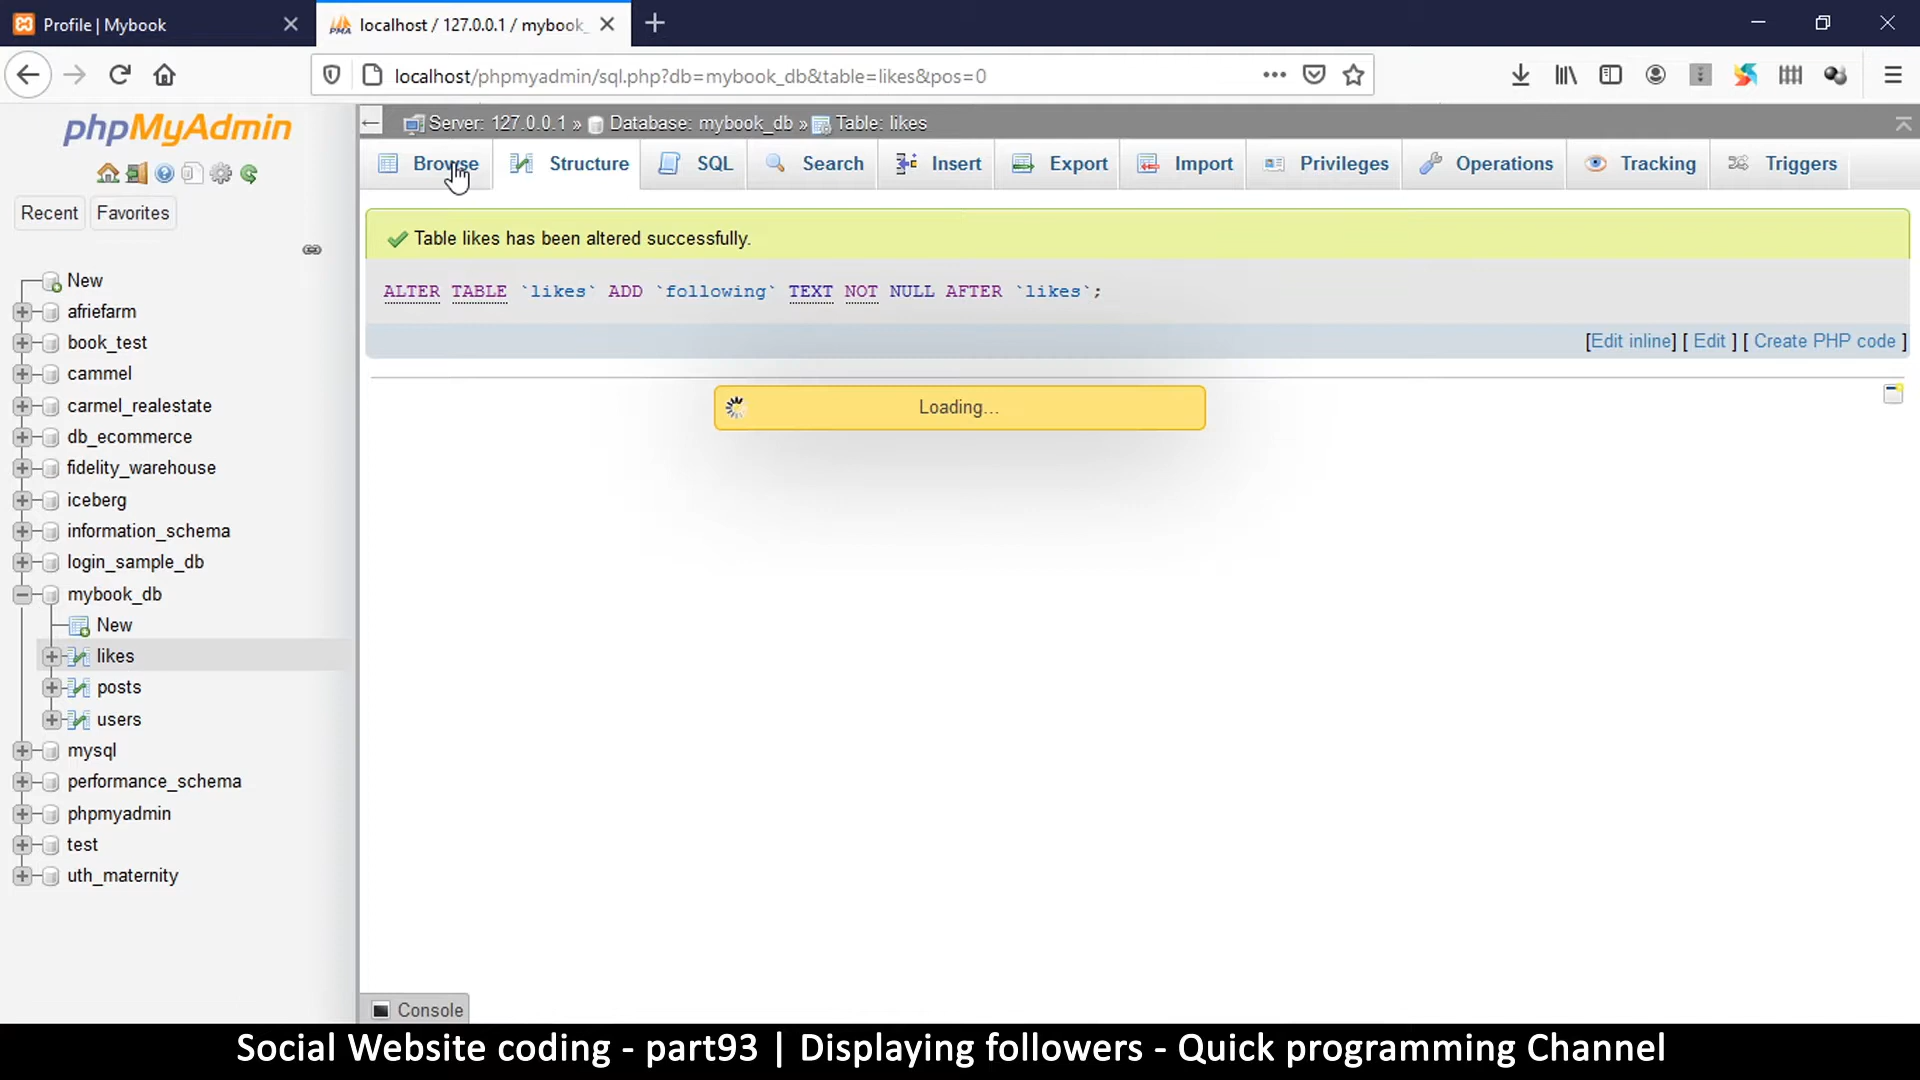 Profile | Mybook
PMA localhost / 127.0.0.1 / mybook_
localhost/phpmyadmin/sql.php?db=mybook_db&table=likes&pos=0
phpMyAdmin
Recent Favorites
New
afriefarm
book_test
cammel
carmel_realestate
db_ecommerce
fidelity_warehouse
iceberg
information_schema
login_sample_db
mybook_db
New
likes
posts
users
mysql
performance_schema
phpmyadmin
test
uth_maternity
Server: 127.0.0.1 » Database: mybook_db » Table: likes
Browse Structure SQL Search Insert Export Import Privileges Operations Tracking Triggers
Table likes has been altered successfully.
ALTER TABLE `likes` ADD `following` TEXT NOT NULL AFTER `likes`;
[Edit inline] [ Edit ] [ Create PHP code ]
Loading...
Console
Social Website coding - part93 | Displaying followers - Quick programming Channel